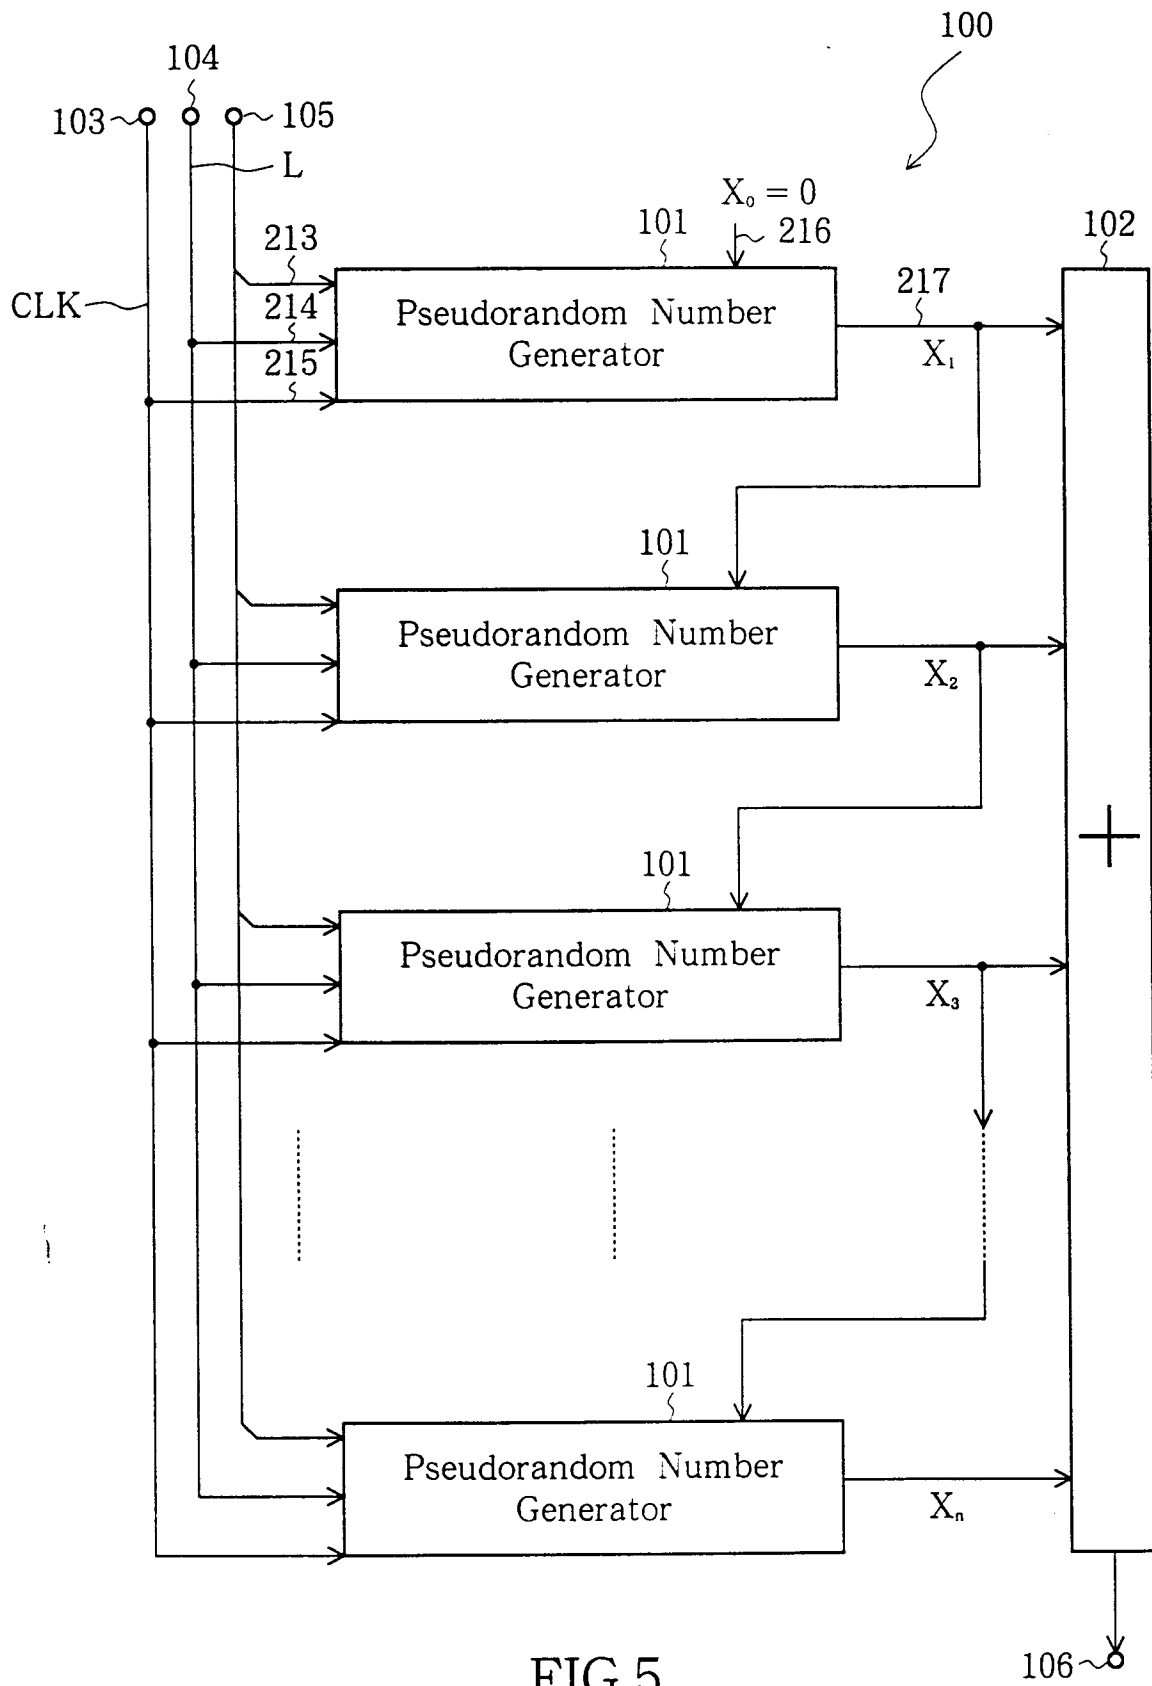 100
104
103
105
L
X₀ = 0
101
216
102
213
CLK
214
215
217
Pseudorandom Number
Generator
X₁
101
Pseudorandom Number
Generator
X₂
+
101
Pseudorandom Number
Generator
X₃
101
Pseudorandom Number
Generator
Xₙ
106
FIG.5